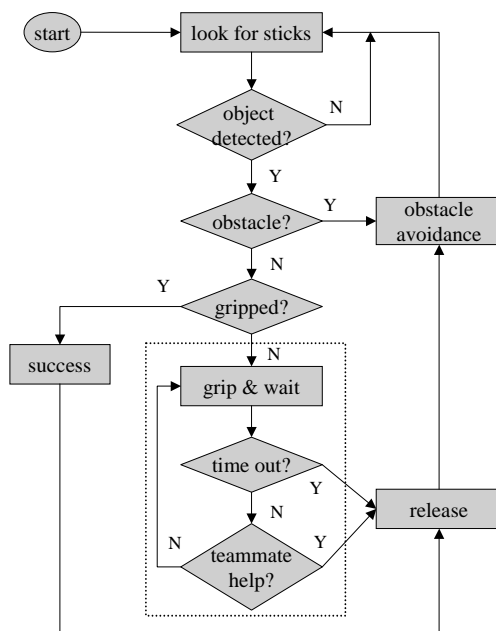 start
look for sticks
object
detected?
N
Y
obstacle?
Y
obstacle
avoidance
N
Y
gripped?
success
N
grip & wait
time out?
Y
release
N
N
teammate
help?
Y